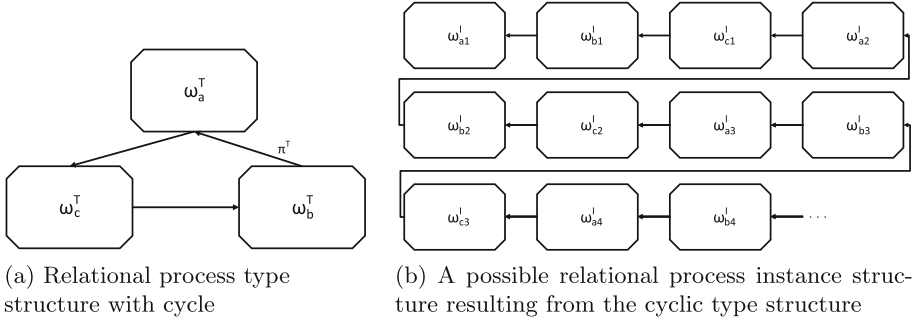 ω_a^T
π^T
ω_c^T
ω_b^T
(a) Relational process type
structure with cycle
ω_a1^I ω_b1^I ω_c1^I ω_a2^I
ω_b2^I ω_c2^I ω_a3^I ω_b3^I
ω_c3^I ω_a4^I ω_b4^I ...
(b) A possible relational process instance struc-
ture resulting from the cyclic type structure